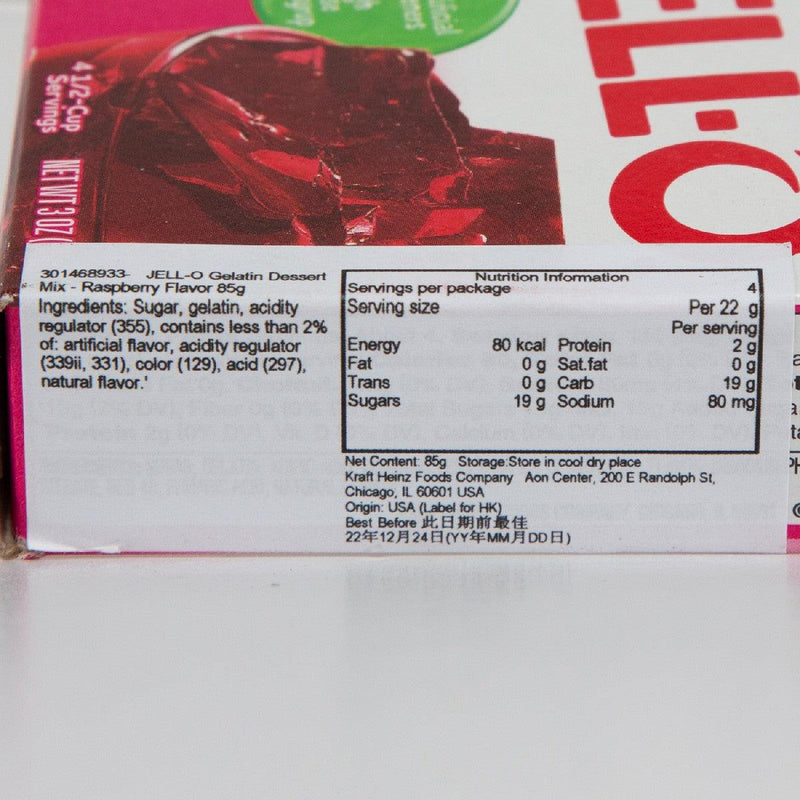 ELL-O
4 1/2-Cup
Servings
NET WT 3 OZ (
301468933- JELL-O Gelatin Dessert
Mix - Raspberry Flavor 85g
Ingredients: Sugar, gelatin, acidity
regulator (355), contains less than 2%
of: artificial flavor, acidity regulator
(339ii, 331), color (129), acid (297),
natural flavor.'
Nutrition Information
Servings per package 4
Serving size Per 22 g
Per serving
Energy 80 kcal Protein 2 g
Fat 0 g Sat.fat 0 g
Trans 0 g Carb 19 g
Sugars 19 g Sodium 80 mg
Net Content: 85g Storage:Store in cool dry place
Kraft Heinz Foods Company Aon Center, 200 E Randolph St,
Chicago, IL 60601 USA
Origin: USA (Label for HK)
Best Before 此日期前最佳
22年12月24日(YY年MM月DD日)